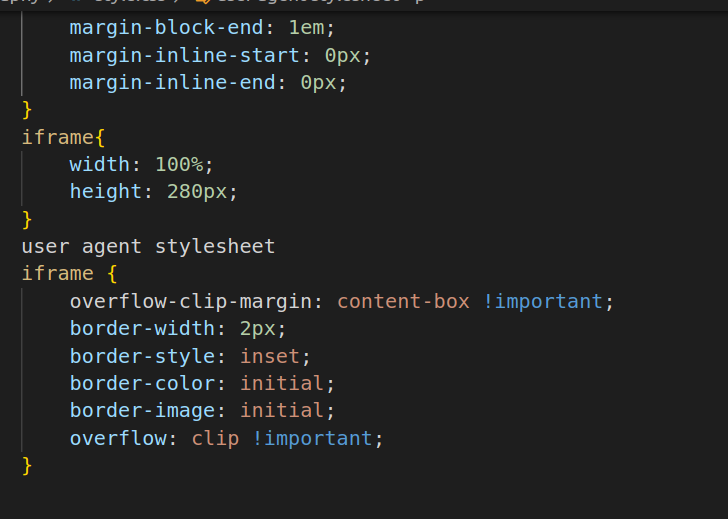 margin-block-end: 1em;
margin-inline-start: 0px;
margin-inline-end: 0px;
}
iframe{
width: 100%;
height: 280px;
}
user agent stylesheet
iframe {
overflow-clip-margin: content-box !important;
border-width: 2px;
border-style: inset;
border-color: initial;
border-image: initial;
overflow: clip !important;
}